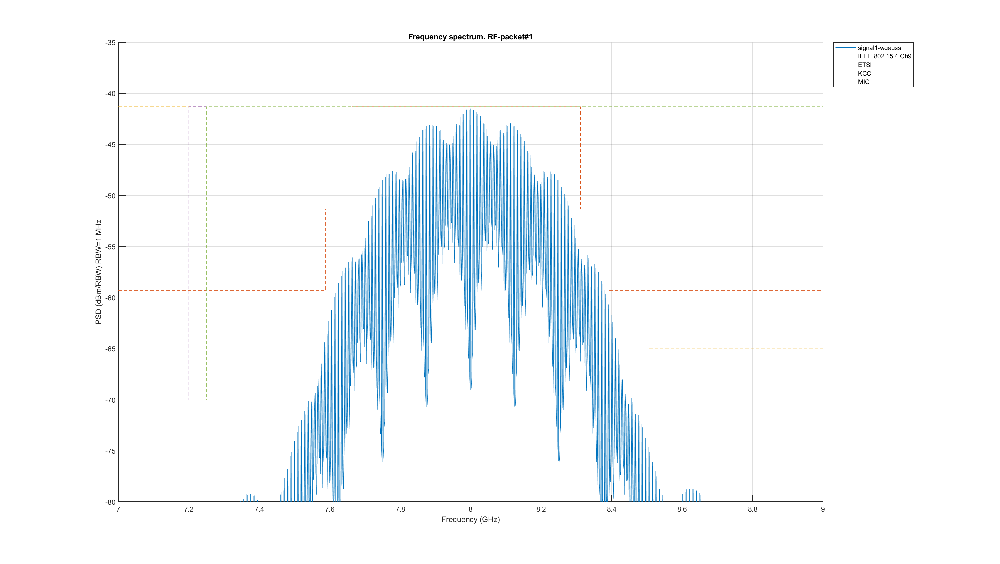 Frequency spectrum. RF-packet#1
-35
-40
-45
-50
-55
-60
-65
-70
-75
-80
PSD (dBm/RBW) RBW=1 MHz
7
7.2
7.4
7.6
7.8
8
8.2
8.4
8.6
8.8
9
Frequency (GHz)
signal1-wgauss
IEEE 802.15.4 Ch9
ETSI
KCC
MIC